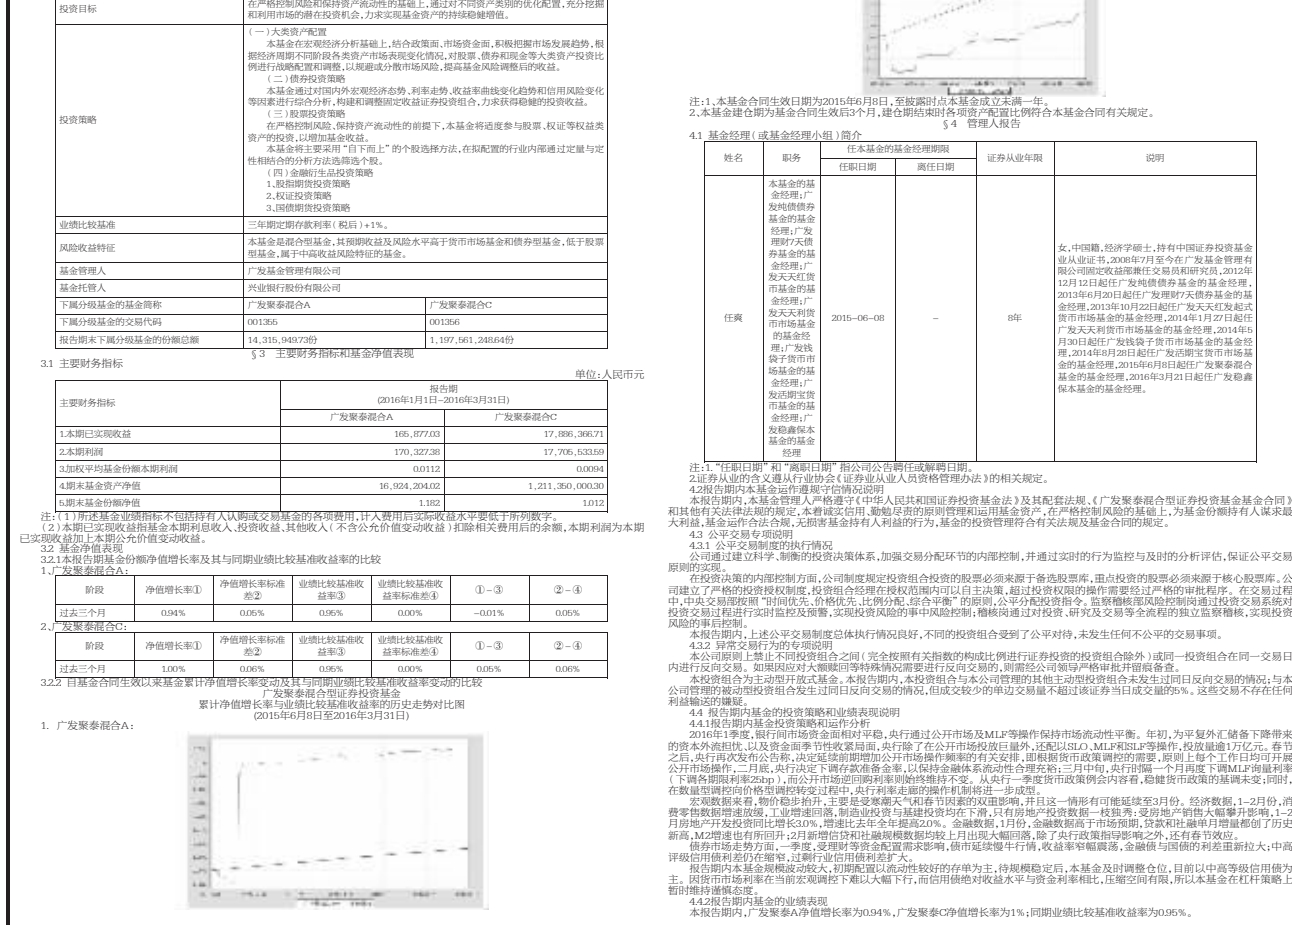 投资目标
在严格控制风险和保持资产流动性的基础上,通过对不同资产类别的优化配置,充分挖掘
和利用市场的潜在投资机会,力求实现基金资产的持续稳健增值。
投资策略
(一)大类资产配置
本基金在宏观经济分析基础上,结合政策面、市场资金面,积极把握市场发展趋势,根
据经济周期不同阶段各类资产市场表现变化情况,对股票、债券和现金等大类资产投资比
例进行战略配置和调整,以规避或分散市场风险,提高基金风险调整后的收益。
(二)债券投资策略
本基金通过对国内外宏观经济态势、利率走势、收益率曲线变化趋势和信用风险变化
等因素进行综合分析,构建和调整固定收益证券投资组合,力求获得稳健的投资收益。
(三)股票投资策略
在严格控制风险、保持资产流动性的前提下,本基金将适度参与股票、权证等权益类
资产的投资,以增加基金收益。
本基金将主要采用“自下而上”的个股选择方法,在拟配置的行业内部通过定量与定
性相结合的分析方法选筛选个股。
(四)金融衍生品投资策略
1、股指期货投资策略
2、权证投资策略
3、国债期货投资策略
业绩比较基准 三年期定期存款利率(税后)+1%。
风险收益特征
本基金是混合型基金,其预期收益及风险水平高于货币市场基金和债券型基金,低于股票
型基金,属于中高收益风险特征的基金。
基金管理人 广发基金管理有限公司
基金托管人 兴业银行股份有限公司
下属分级基金的基金简称 广发聚泰混合A 广发聚泰混合C
下属分级基金的交易代码 001355 001356
报告期末下属分级基金的份额总额 14,315,949.73份 1,197,561,248.64份
§3 主要财务指标和基金净值表现
3.1 主要财务指标
单位:人民币元
主要财务指标
报告期
(2016年1月1日-2016年3月31日)
广发聚泰混合A 广发聚泰混合C
1.本期已实现收益 165,877.03 17,886,366.71
2.本期利润 170,327.38 17,705,533.59
3.加权平均基金份额本期利润 0.0112 0.0094
4.期末基金资产净值 16,924,204.02 1,211,350,000.30
5.期末基金份额净值 1.182 1.012
注:(1)所述基金业绩指标不包括持有人认购或交易基金的各项费用,计入费用后实际收益水平要低于所列数字。
(2)本期已实现收益指基金本期利息收入、投资收益、其他收入(不含公允价值变动收益)扣除相关费用后的余额,本期利润为本期
已实现收益加上本期公允价值变动收益。
3.2 基金净值表现
3.2.1本报告期基金份额净值增长率及其与同期业绩比较基准收益率的比较
1、广发聚泰混合A:
阶段 净值增长率① 净值增长率标准差② 业绩比较基准收益率③ 业绩比较基准收益率标准差④ ①-③ ②-④
过去三个月 0.94% 0.05% 0.95% 0.00% -0.01% 0.05%
2、广发聚泰混合C:
阶段 净值增长率① 净值增长率标准差② 业绩比较基准收益率③ 业绩比较基准收益率标准差④ ①-③ ②-④
过去三个月 1.00% 0.06% 0.95% 0.00% 0.05% 0.06%
3.2.2 自基金合同生效以来基金累计净值增长率变动及其与同期业绩比较基准收益率变动的比较
广发聚泰混合型证券投资基金
累计净值增长率与业绩比较基准收益率的历史走势对比图
(2015年6月8日至2016年3月31日)
1. 广发聚泰混合A:
注:1、本基金合同生效日期为2015年6月8日,至披露时点本基金成立未满一年。
2、本基金建仓期为基金合同生效后3个月,建仓期结束时各项资产配置比例符合本基金合同有关规定。
§4 管理人报告
4.1 基金经理(或基金经理小组)简介
姓名 职务 任本基金的基金经理期限 证券从业年限 说明
任职日期 离任日期
任爽
本基金的基
金经理;广
发纯债债券
基金的基金
经理;广发
理财7天债
券基金的基
金经理;广
发天天红货
币基金的基
金经理;广
发天天利货
币市场基金
的基金经
理;广发钱
袋子货币市
场基金的基
金经理;广
发活期宝货
币基金的基
金经理;广
发稳鑫保本
基金的基金
经理
2015-06-08 - 8年
女,中国籍,经济学硕士,持有中国证券投资基金
业从业证书,2008年7月至今在广发基金管理有
限公司固定收益部兼任交易员和研究员,2012年
12月12日起任广发纯债债券基金的基金经理,
2013年6月20日起任广发理财7天债券基金的基
金经理,2013年10月22日起任广发天天红发起式
货币市场基金的基金经理,2014年1月27日起任
广发天天利货币市场基金的基金经理,2014年5
月30日起任广发钱袋子货币市场基金的基金经
理,2014年8月28日起任广发活期宝货币市场基
金的基金经理,2015年6月8日起任广发聚泰混合
基金的基金经理,2016年3月21日起任广发稳鑫
保本基金的基金经理。
注:1.“任职日期”和“离职日期”指公司公告聘任或解聘日期。
2.证券从业的含义遵从行业协会《证券业从业人员资格管理办法》的相关规定。
4.2报告期内本基金运作遵规守信情况说明
本报告期内,本基金管理人严格遵守《中华人民共和国证券投资基金法》及其配套法规、《广发聚泰混合型证券投资基金基金合同》
和其他有关法律法规的规定,本着诚实信用、勤勉尽责的原则管理和运用基金资产,在严格控制风险的基础上,为基金份额持有人谋求最
大利益,基金运作合法合规,无损害基金持有人利益的行为,基金的投资管理符合有关法规及基金合同的规定。
4.3 公平交易专项说明
4.3.1 公平交易制度的执行情况
公司通过建立科学、制衡的投资决策体系,加强交易分配环节的内部控制,并通过实时的行为监控与及时的分析评估,保证公平交易
原则的实现。
在投资决策的内部控制方面,公司制度规定投资组合投资的股票必须来源于备选股票库,重点投资的股票必须来源于核心股票库。公
司建立了严格的投资授权制度,投资组合经理在授权范围内可以自主决策,超过投资权限的操作需要经过严格的审批程序。在交易过程
中,中央交易部按照“时间优先、价格优先、比例分配、综合平衡”的原则,公平分配投资指令。监察稽核部风险控制岗通过投资交易系统对
投资交易过程进行实时监控及预警,实现投资风险的事中风险控制;稽核岗通过对投资、研究及交易等全流程的独立监察稽核,实现投资
风险的事后控制。
本报告期内,上述公平交易制度总体执行情况良好,不同的投资组合受到了公平对待,未发生任何不公平的交易事项。
4.3.2 异常交易行为的专项说明
本公司原则上禁止不同投资组合之间(完全按照有关指数的构成比例进行证券投资的投资组合除外)或同一投资组合在同一交易日
内进行反向交易。如果因应对大额赎回等特殊情况需要进行反向交易的,则需经公司领导严格审批并留痕备查。
本投资组合为主动型开放式基金。本报告期内,本投资组合与本公司管理的其他主动型投资组合未发生过同日反向交易的情况;与本
公司管理的被动型投资组合发生过同日反向交易的情况,但成交较少的单边交易量不超过该证券当日成交量的5%。这些交易不存在任何
利益输送的嫌疑。
4.4 报告期内基金的投资策略和业绩表现说明
4.4.1报告期内基金投资策略和运作分析
2016年1季度,银行间市场资金面相对平稳,央行通过公开市场及MLF等操作保持市场流动性平衡。年初,为平复外汇储备下降带来
的资本外流担忧、以及资金面季节性收紧局面,央行除了在公开市场投放巨量外,还配以SLO、MLF和SLF等操作,投放量逾1万亿元。春节
之后,央行再次发布公告称,决定延续前期增加公开市场操作频率的有关安排,即根据货币政策调控的需要,原则上每个工作日均可开展
公开市场操作,二月底,央行决定下调存款准备金率,以保持金融体系流动性合理充裕;三月中旬,央行时隔一个月再度下调MLF询量利率
(下调各期限利率25bp),而公开市场逆回购利率则始终维持不变。从央行一季度货币政策例会内容看,稳健货币政策的基调未变;同时,
在数量型调控向价格型调控转变过程中,央行利率走廊的操作机制将进一步成型。
宏观数据来看,物价稳步抬升,主要是受寒潮天气和春节因素的双重影响,并且这一情形有可能延续至3月份。经济数据,1-2月份,消
费零售数据增速放缓,工业增速回落,制造业投资与基建投资均在下滑,只有房地产投资数据一枝独秀:受房地产销售大幅攀升影响,1-2
月房地产开发投资同比增长3.0%,增速比去年全年提高2.0%。金融数据,1月份,金融数据高于市场预期,贷款和社融单月增量都创了历史
新高,M2增速也有所回升;2月新增信贷和社融规模数据均较上月出现大幅回落,除了央行政策指导影响之外,还有春节效应。
债券市场走势方面,一季度,受理财等资金配置需求影响,债市延续慢牛行情,收益率窄幅震荡,金融债与国债的利差重新拉大;中高
评级信用债利差仍在缩窄,过剩行业信用债利差扩大。
报告期内本基金规模波动较大,初期配置以流动性较好的存单为主,待规模稳定后,本基金及时调整仓位,目前以中高等级信用债为
主。因货币市场利率在当前宏观调控下难以大幅下行,而信用债绝对收益水平与资金利率相比,压缩空间有限,所以本基金在杠杆策略上
暂时维持谨慎态度。
4.4.2报告期内基金的业绩表现
本报告期内,广发聚泰A净值增长率为0.94%,广发聚泰C净值增长率为1%;同期业绩比较基准收益率为0.95%。